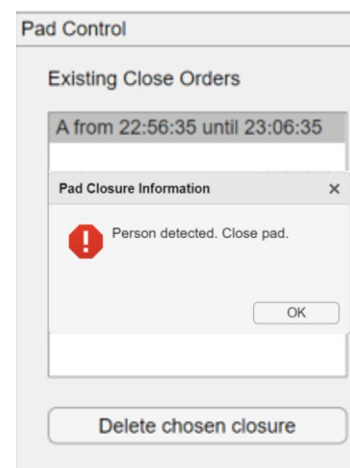 Pad Control
Existing Close Orders
A from 22:56:35 until 23:06:35
Pad Closure Information
Person detected. Close pad.
OK
Delete chosen closure